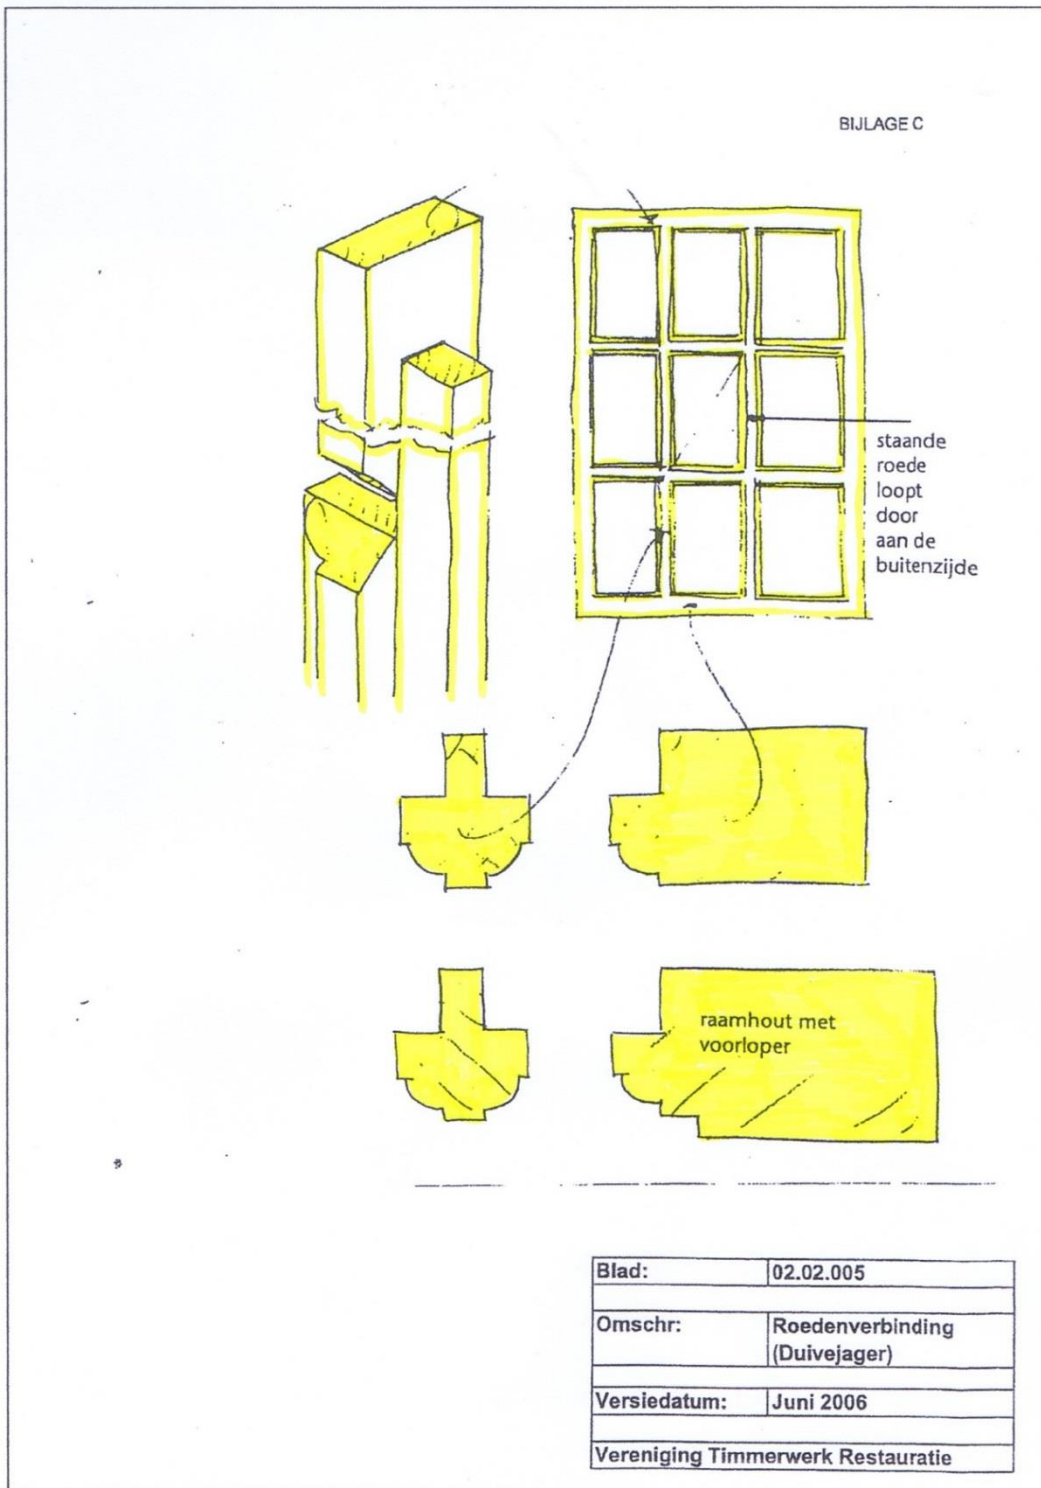 BIJLAGE C
staande
roede
loopt
door
aan de
buitenzijde
raamhout met
voorloper
Blad: 02.02.005
Omschr: Roedenverbinding
(Duivejager)
Versiedatum: Juni 2006
Vereniging Timmerwerk Restauratie